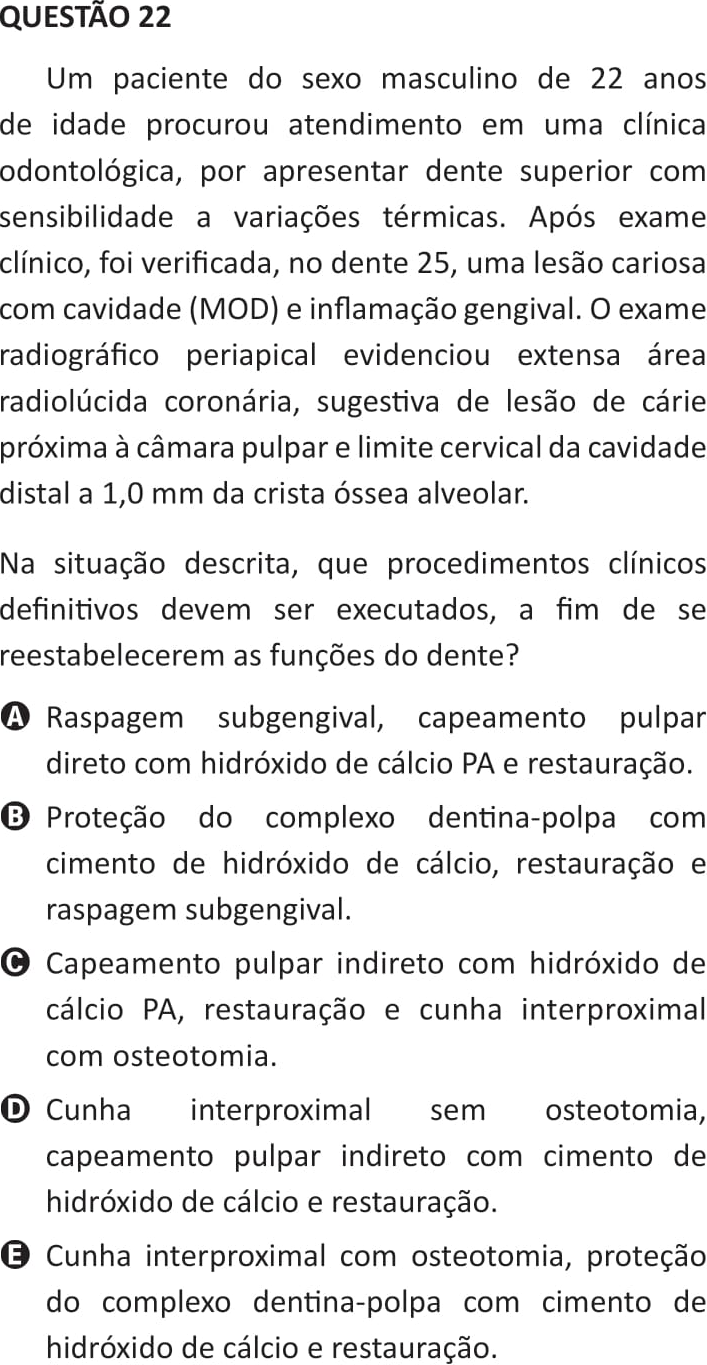 QUESTÃO 22
Um paciente do sexo masculino de 22 anos
de idade procurou atendimento em uma clínica
odontológica, por apresentar dente superior com
sensibilidade a variações térmicas. Após exame
clínico, foi verificada, no dente 25, uma lesão cariosa
com cavidade (MOD) e inflamação gengival. O exame
radiográfico periapical evidenciou extensa área
radiolúcida coronária, sugestiva de lesão de cárie
próxima à câmara pulpar e limite cervical da cavidade
distal a 1,0 mm da crista óssea alveolar.
Na situação descrita, que procedimentos clínicos
definitivos devem ser executados, a fim de se
reestabelecerem as funções do dente?
A Raspagem subgengival, capeamento pulpar
direto com hidróxido de cálcio PA e restauração.
B Proteção do complexo dentina-polpa com
cimento de hidróxido de cálcio, restauração e
raspagem subgengival.
C Capeamento pulpar indireto com hidróxido de
cálcio PA, restauração e cunha interproximal
com osteotomia.
D Cunha interproximal sem osteotomia,
capeamento pulpar indireto com cimento de
hidróxido de cálcio e restauração.
E Cunha interproximal com osteotomia, proteção
do complexo dentina-polpa com cimento de
hidróxido de cálcio e restauração.